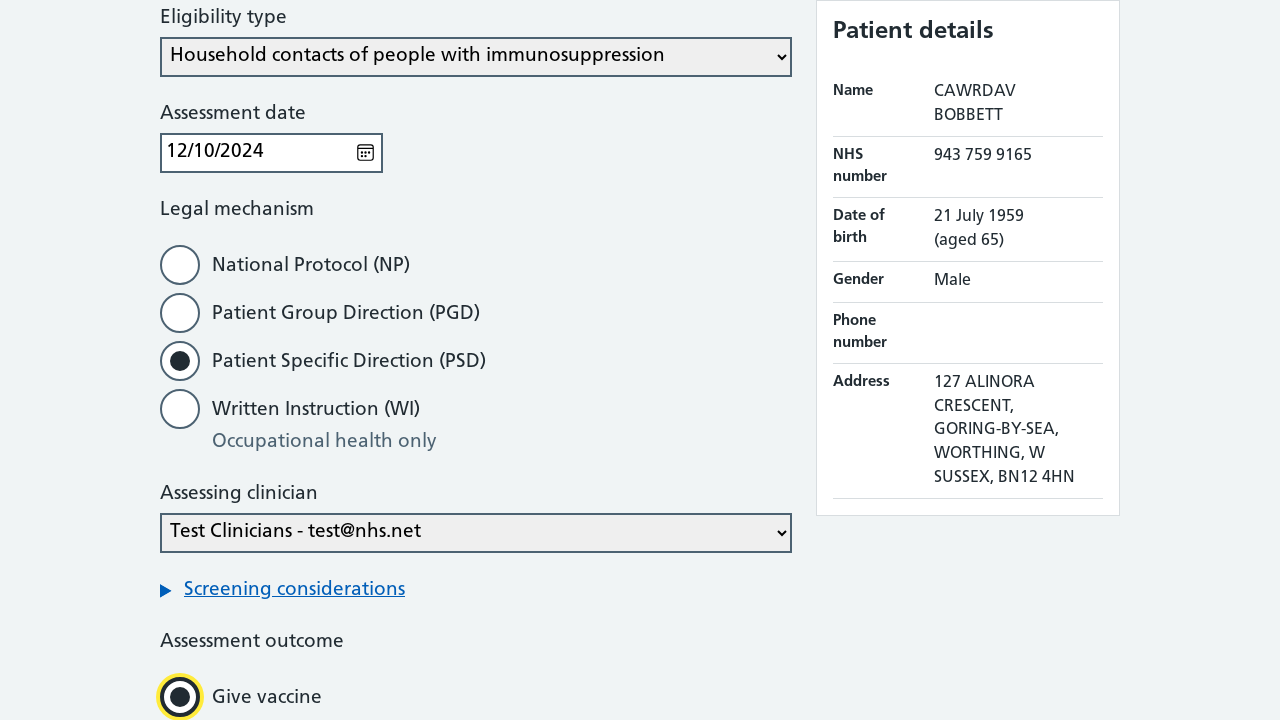 Eligibility type
Household contacts of people with immunosuppression
Assessment date
12/10/2024
Legal mechanism
National Protocol (NP)
Patient Group Direction (PGD)
Patient Specific Direction (PSD)
Written Instruction (WI)
Occupational health only
Assessing clinician
Test Clinicians - test@nhs.net
Screening considerations
Assessment outcome
Give vaccine
Patient details
Name
CAWRDAV
BOBBETT
NHS
number
943 759 9165
Date of
birth
21 July 1959
(aged 65)
Gender
Male
Phone
number
Address
127 ALINORA
CRESCENT,
GORING-BY-SEA,
WORTHING, W
SUSSEX, BN12 4HN